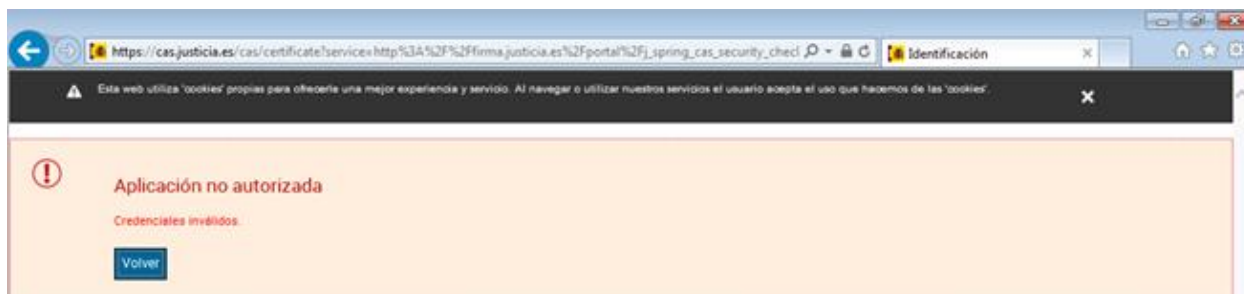 https://cas.justicia.es/cas/certificate?service=http%3A%2F%2Ffirma.justicia.es%2Fportal%2Fj_spring_cas_security_checl
Identificación
Esta web utiliza 'cookies' propias para ofrecerle una mejor experiencia y servicio. Al navegar o utilizar nuestros servicios el usuario acepta el uso que hacemos de las 'cookies'.
Aplicación no autorizada
Credenciales inválidos.
Volver